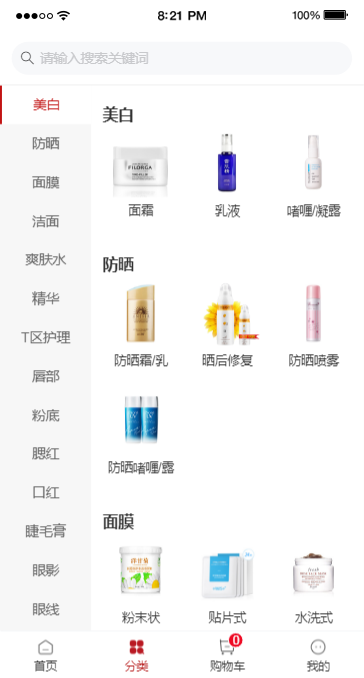 8:21 PM
100%
请输入搜索关键词
美白
防晒
面膜
洁面
爽肤水
精华
T区护理
唇部
粉底
腮红
口红
睫毛膏
眼影
眼线
美白
FILORGA
面霜
乳液
啫喱/凝露
防晒
防晒霜/乳
晒后修复
防晒喷雾
防晒啫喱/露
面膜
fresh
粉末状
贴片式
水洗式
首页
分类
购物车
0
我的